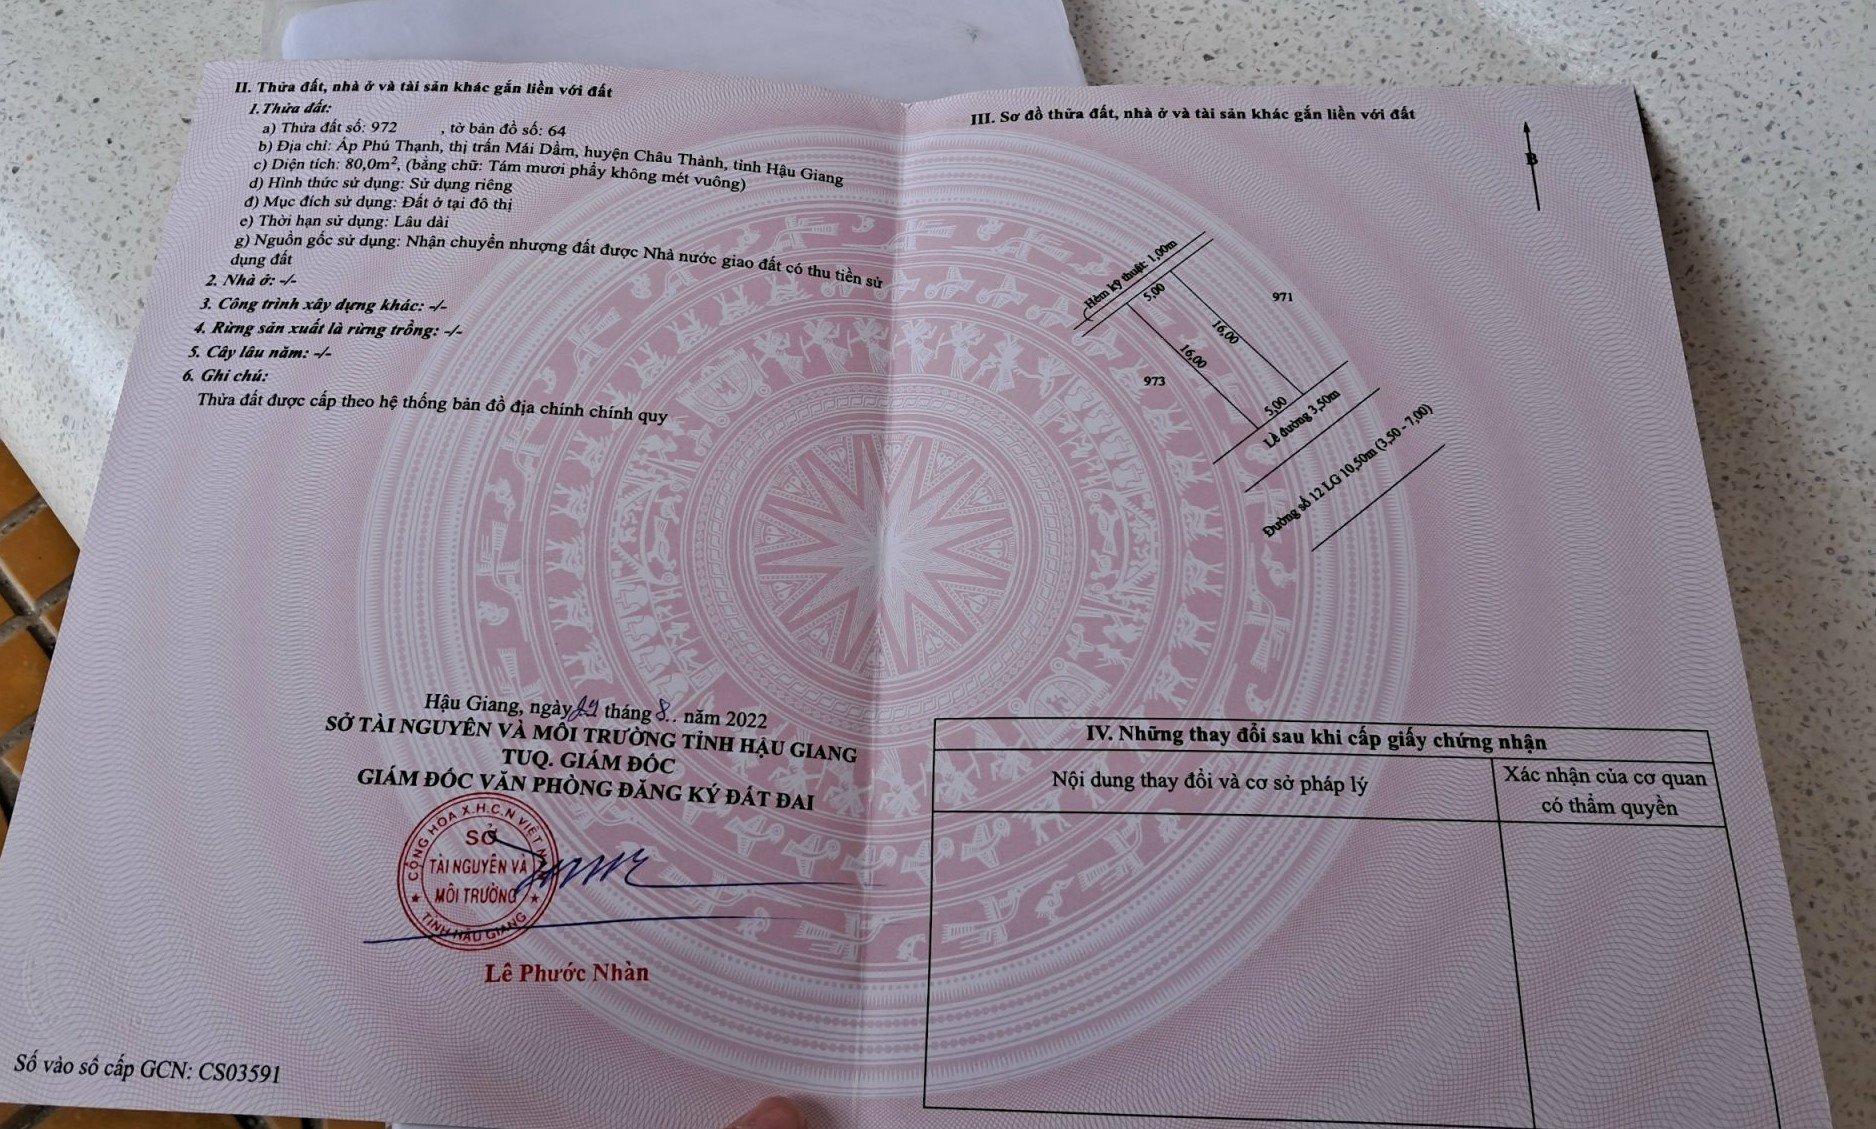 II. Thửa đất, nhà ở và tài sản khác gắn liền với đất
1. Thửa đất:
a) Thửa đất số: 972 , tờ bản đồ số: 64
b) Địa chỉ: Ấp Phú Thạnh, thị trấn Mái Dầm, huyện Châu Thành, tỉnh Hậu Giang
c) Diện tích: 80,0m², (bằng chữ: Tám mươi phẩy không mét vuông)
d) Hình thức sử dụng: Sử dụng riêng
đ) Mục đích sử dụng: Đất ở tại đô thị
e) Thời hạn sử dụng: Lâu dài
g) Nguồn gốc sử dụng: Nhận chuyển nhượng đất được Nhà nước giao đất có thu tiền sử
dụng đất
2. Nhà ở: -/-
3. Công trình xây dựng khác: -/-
4. Rừng sản xuất là rừng trồng: -/-
5. Cây lâu năm: -/-
6. Ghi chú:
Thửa đất được cấp theo hệ thống bản đồ địa chính chính quy
Hậu Giang, ngày 29 tháng 8.. năm 2022
SỞ TÀI NGUYÊN VÀ MÔI TRƯỜNG TỈNH HẬU GIANG
TUQ. GIÁM ĐỐC
GIÁM ĐỐC VĂN PHÒNG ĐĂNG KÝ ĐẤT ĐAI
CỘNG HÒA X.H.C.N VIỆT NAM
SỞ
TÀI NGUYÊN VÀ
MÔI TRƯỜNG
TỈNH HẬU GIANG
Lê Phước Nhàn
Số vào sổ cấp GCN: CS03591
III. Sơ đồ thửa đất, nhà ở và tài sản khác gắn liền với đất
B
Hẻm kỹ thuật: 1,00m
5,00
971
16,00
16,00
973
5,00
Lề đường 3,50m
Đường số 12 LG 10,50m (3,50 - 7,00)
IV. Những thay đổi sau khi cấp giấy chứng nhận
Nội dung thay đổi và cơ sở pháp lý
Xác nhận của cơ quan
có thẩm quyền